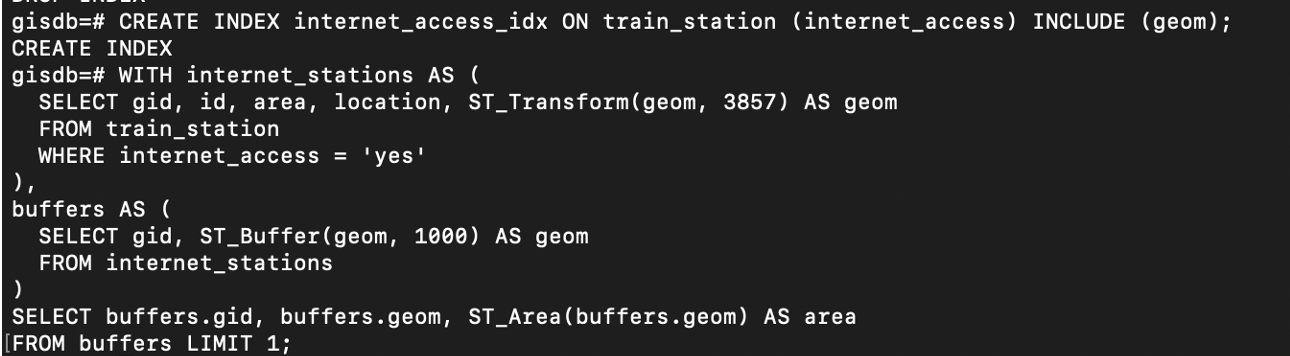 DROP INDEX
gisdb=# CREATE INDEX internet_access_idx ON train_station (internet_access) INCLUDE (geom);
CREATE INDEX
gisdb=# WITH internet_stations AS (
  SELECT gid, id, area, location, ST_Transform(geom, 3857) AS geom
  FROM train_station
  WHERE internet_access = 'yes'
),
buffers AS (
  SELECT gid, ST_Buffer(geom, 1000) AS geom
  FROM internet_stations
)
SELECT buffers.gid, buffers.geom, ST_Area(buffers.geom) AS area
[FROM buffers LIMIT 1;